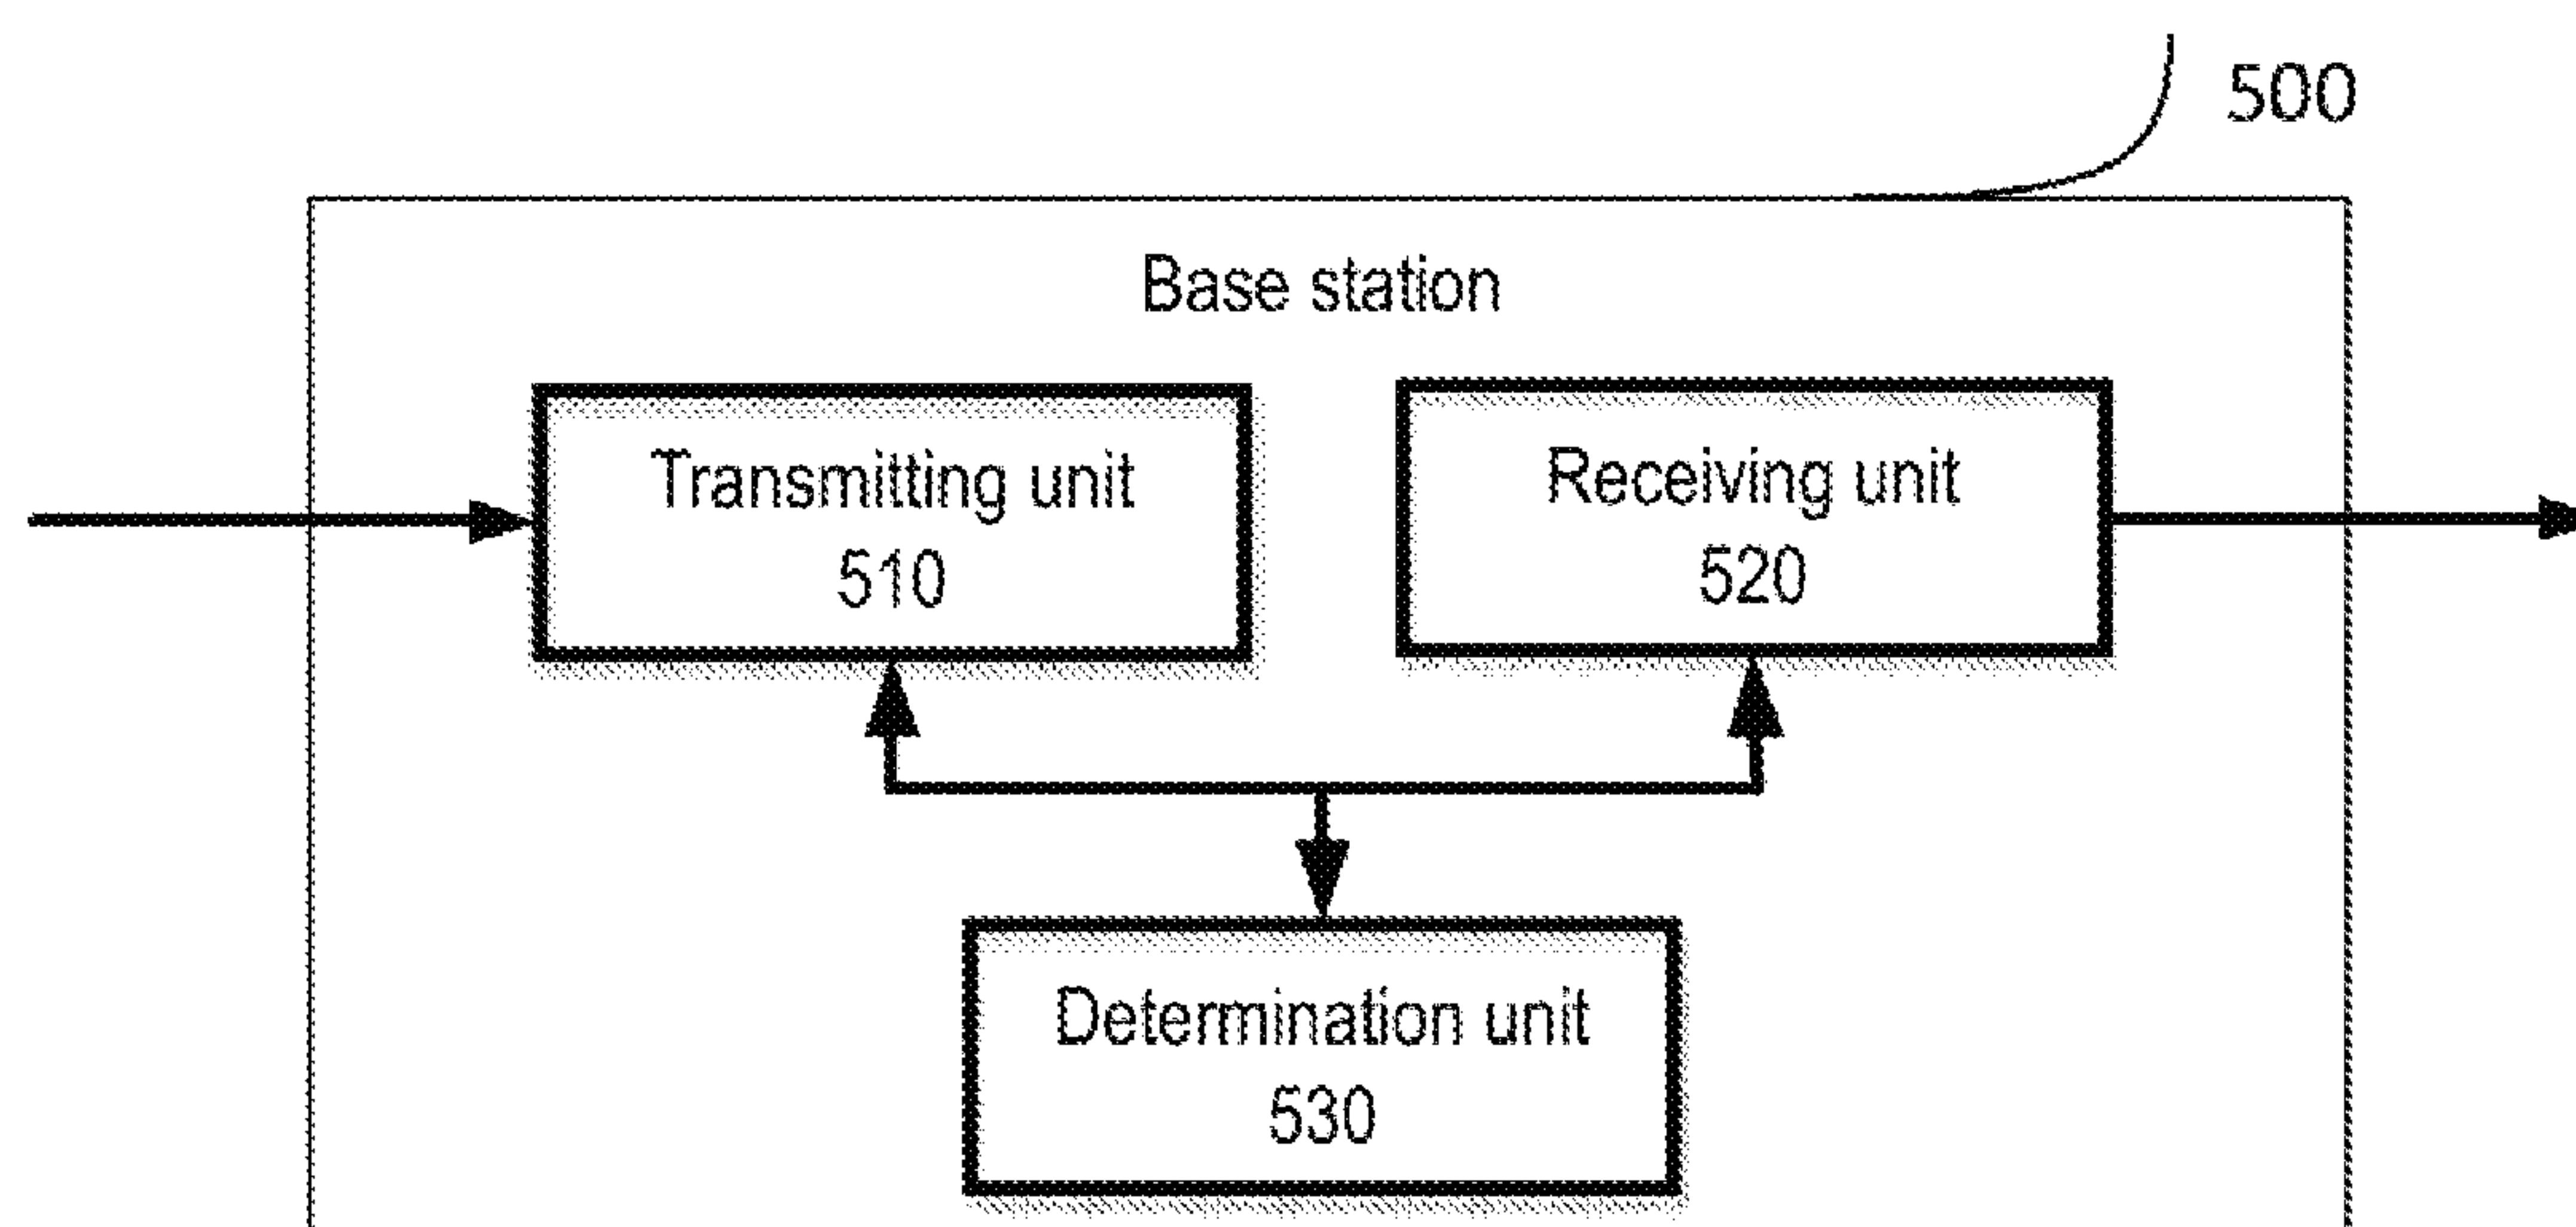 500
Base station
Transmitting unit
510
Receiving unit
520
Determination unit
530